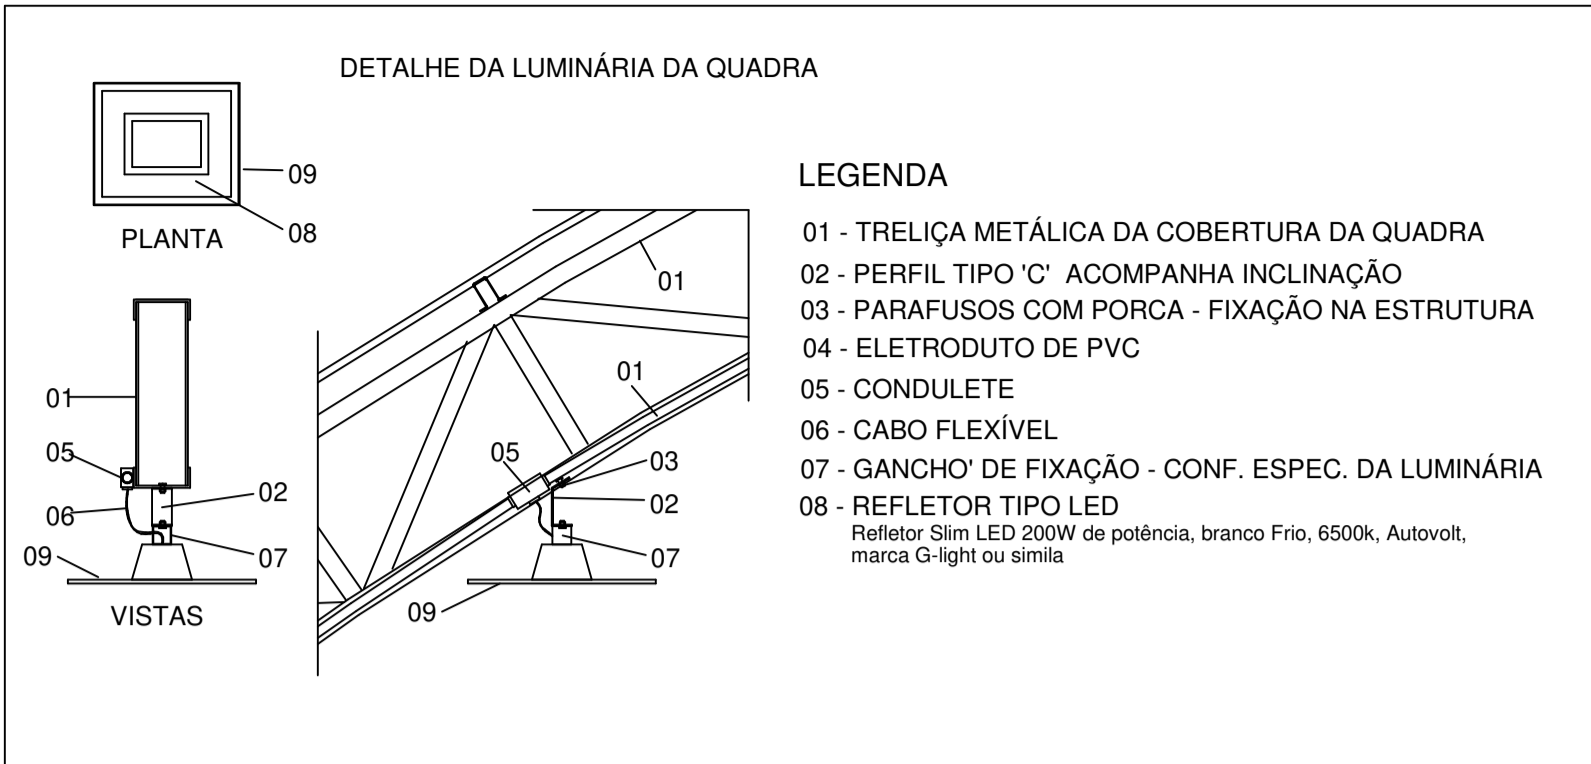 DETALHE DA LUMINÁRIA DA QUADRA
09
08
PLANTA
01
05
02
06
07
09
VISTAS
01
01
05
03
02
07
09
LEGENDA
01 - TRELIÇA METÁLICA DA COBERTURA DA QUADRA
02 - PERFIL TIPO 'C' ACOMPANHA INCLINAÇÃO
03 - PARAFUSOS COM PORCA - FIXAÇÃO NA ESTRUTURA
04 - ELETRODUTO DE PVC
05 - CONDULETE
06 - CABO FLEXÍVEL
07 - GANCHO' DE FIXAÇÃO - CONF. ESPEC. DA LUMINÁRIA
08 - REFLETOR TIPO LED
Refletor Slim LED 200W de potência, branco Frio, 6500k, Autovolt,
marca G-light ou simila